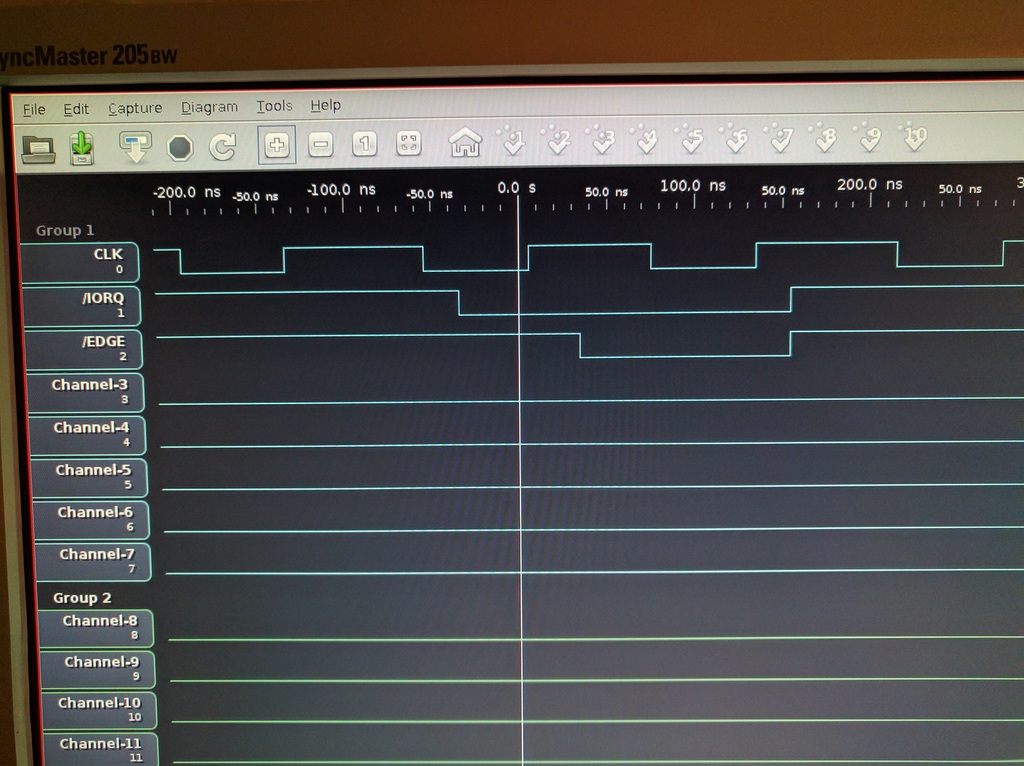 yncMaster 205BW
File Edit Capture Diagram Tools Help
1 1 2 3 4 5 6 7 8 9 10
-200.0 ns -50.0 ns -100.0 ns -50.0 ns 0.0 s 50.0 ns 100.0 ns 50.0 ns 200.0 ns 50.0 ns 3
Group 1
CLK
0
/IORQ
1
/EDGE
2
Channel-3
3
Channel-4
4
Channel-5
5
Channel-6
6
Channel-7
7
Group 2
Channel-8
8
Channel-9
9
Channel-10
10
Channel-11
11